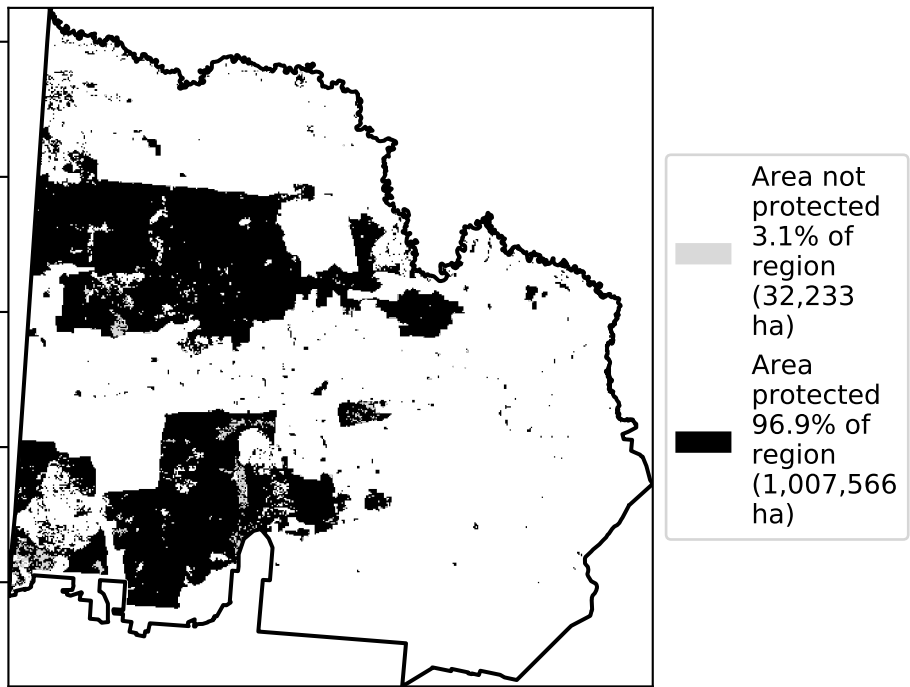 Area not
protected
3.1% of
region
(32,233
ha)
Area
protected
96.9% of
region
(1,007,566
ha)